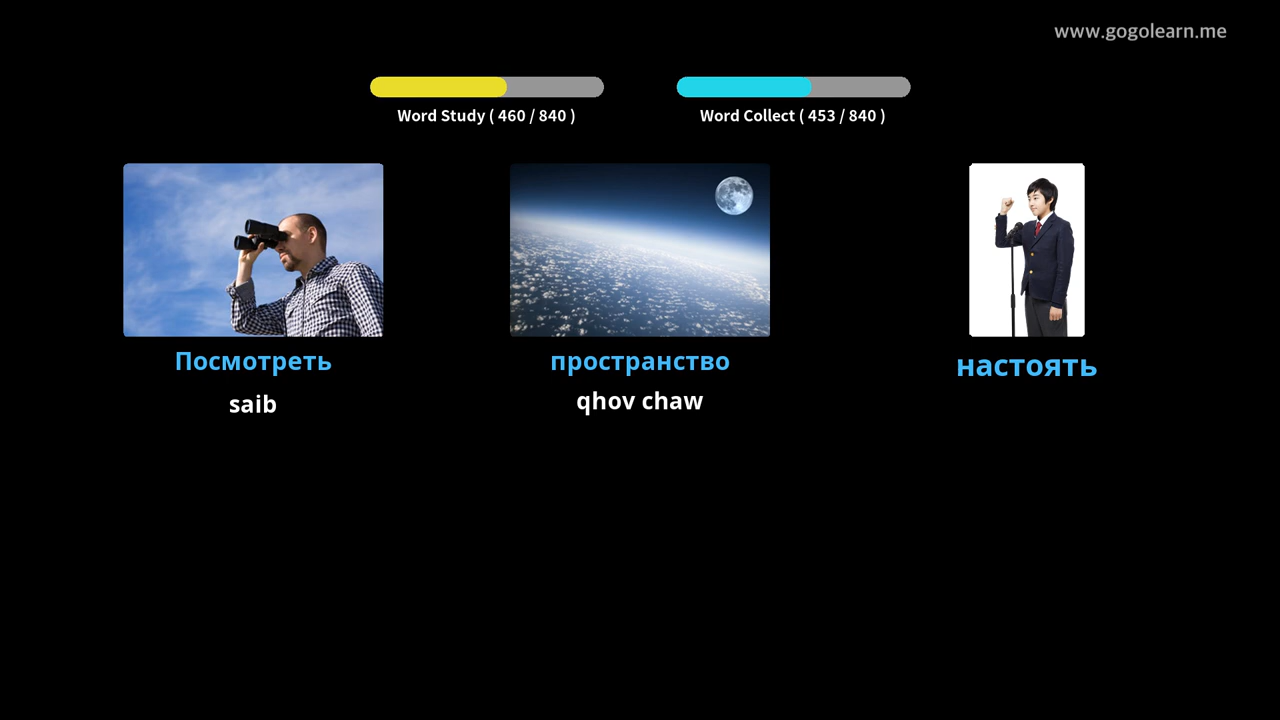 www.gogolearn.me
Word Study ( 460 / 840 )
Word Collect ( 453 / 840 )
Посмотреть
saib
пространство
qhov chaw
настоять